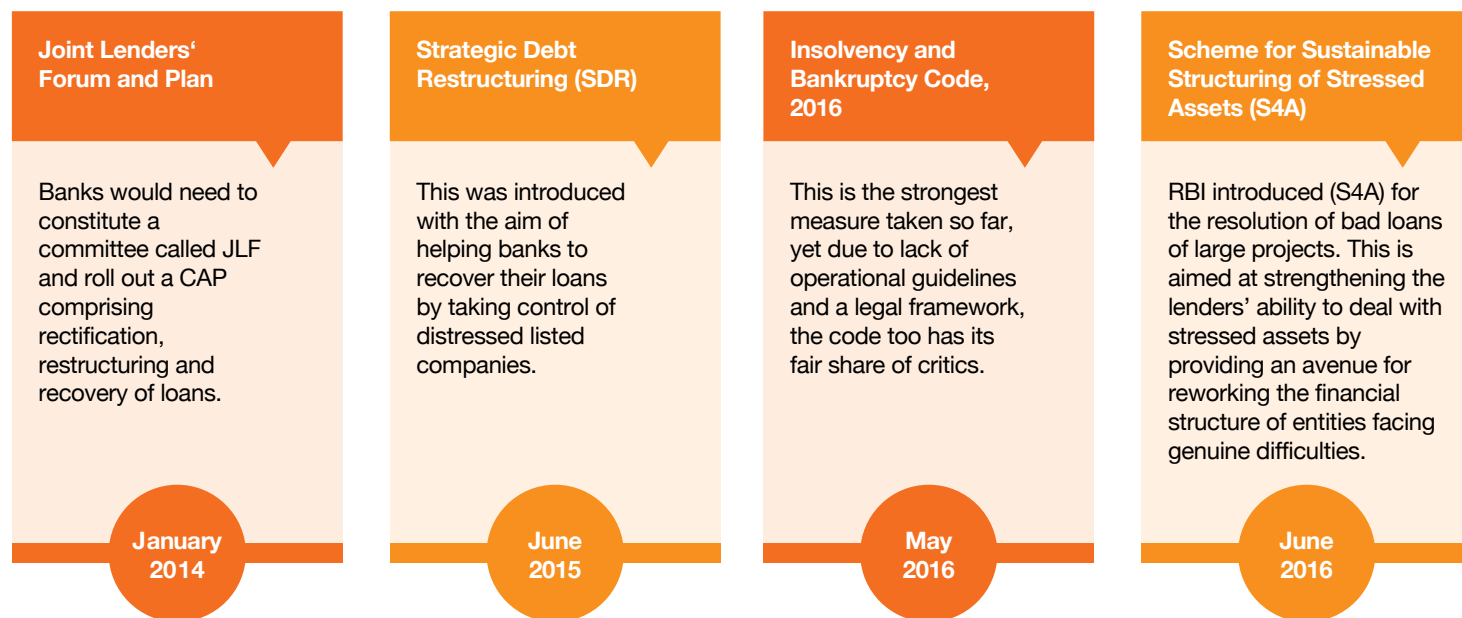 Joint Lenders‘
Forum and Plan
Banks would need to
constitute a
committee called JLF
and roll out a CAP
comprising
rectification,
restructuring and
recovery of loans.
January
2014
Strategic Debt
Restructuring (SDR)
This was introduced
with the aim of
helping banks to
recover their loans
by taking control of
distressed listed
companies.
June
2015
Insolvency and
Bankruptcy Code,
2016
This is the strongest
measure taken so far,
yet due to lack of
operational guidelines
and a legal framework,
the code too has its
fair share of critics.
May
2016
Scheme for Sustainable
Structuring of Stressed
Assets (S4A)
RBI introduced (S4A) for
the resolution of bad loans
of large projects. This is
aimed at strengthening the
lenders’ ability to deal with
stressed assets by
providing an avenue for
reworking the financial
structure of entities facing
genuine difficulties.
June
2016